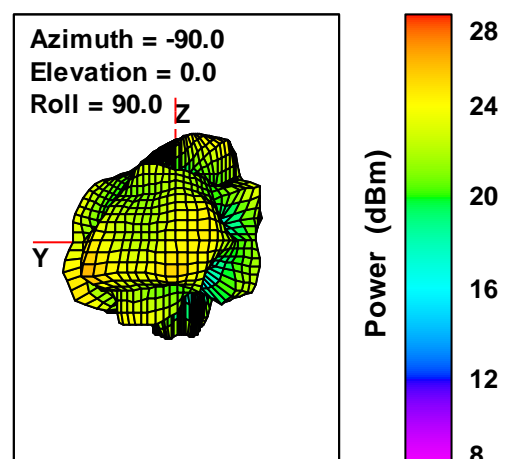 Azimuth = -90.0
Elevation = 0.0
Roll = 90.0
Z
Y
Power (dBm)
28
24
20
16
12
8